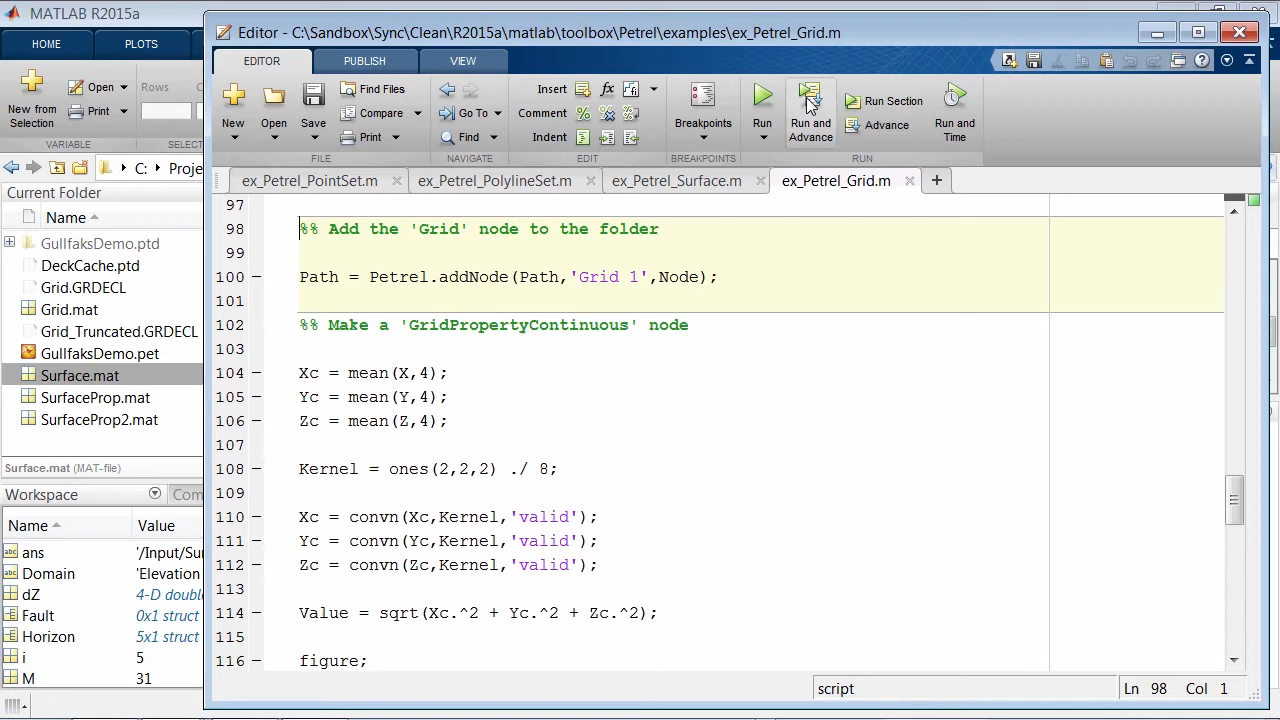 MATLAB R2015a
HOME
PLOTS
New from
Selection
Open
Print
Rows
VARIABLE
SELECT
C:
Proje
Current Folder
Name
GullfaksDemo.ptd
DeckCache.ptd
Grid.GRDECL
Grid.mat
Grid_Truncated.GRDECL
GullfaksDemo.pet
Surface.mat
SurfaceProp.mat
SurfaceProp2.mat
Surface.mat (MAT-file)
Workspace
Com
Name
Value
ans
'/Input/Su
Domain
'Elevation
dZ
4-D double
Fault
0x1 struct
Horizon
5x1 struct
i
5
M
31
Editor - C:\Sandbox\Sync\Clean\R2015a\matlab\toolbox\Petrel\examples\ex_Petrel_Grid.m
EDITOR
PUBLISH
VIEW
New
Open
Save
Find Files
Compare
Print
FILE
Go To
Find
NAVIGATE
Insert
Comment
Indent
EDIT
Breakpoints
BREAKPOINTS
Run
Run and
Advance
Run Section
Advance
Run and
Time
RUN
ex_Petrel_PointSet.m
ex_Petrel_PolylineSet.m
ex_Petrel_Surface.m
ex_Petrel_Grid.m
97
98 %% Add the 'Grid' node to the folder
99
100 Path = Petrel.addNode(Path,'Grid 1',Node);
101
102 %% Make a 'GridPropertyContinuous' node
103
104 Xc = mean(X,4);
105 Yc = mean(Y,4);
106 Zc = mean(Z,4);
107
108 Kernel = ones(2,2,2) ./ 8;
109
110 Xc = convn(Xc,Kernel,'valid');
111 Yc = convn(Yc,Kernel,'valid');
112 Zc = convn(Zc,Kernel,'valid');
113
114 Value = sqrt(Xc.^2 + Yc.^2 + Zc.^2);
115
116 figure;
script
Ln 98 Col 1